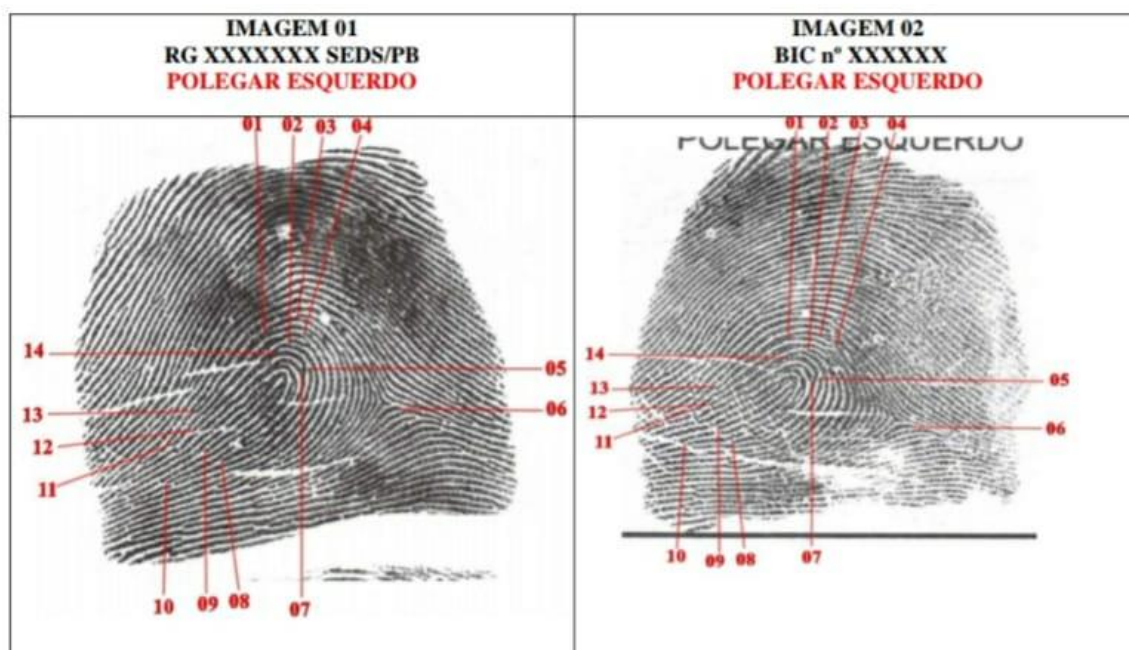 IMAGEM 01
RG XXXXXXX SEDS/PB
POLEGAR ESQUERDO
IMAGEM 02
BIC nº XXXXXX
POLEGAR ESQUERDO
01 02 03 04
14
05
13
06
12
11
10 09 08 07
POLEGAR ESQUERDO
01 02 03 04
14
05
13
12
06
11
10 09 08 07